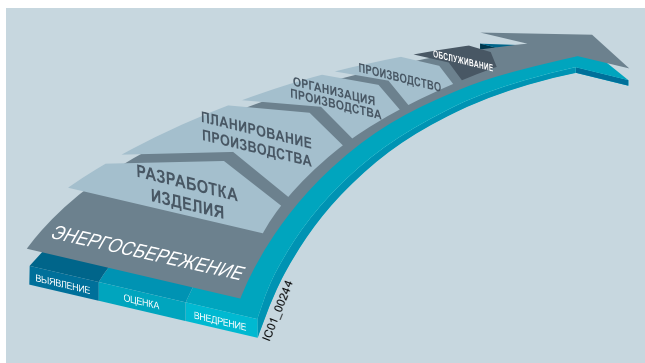 ОБСЛУЖИВАНИЕ
ПРОИЗВОДСТВО
ОРГАНИЗАЦИЯ
ПРОИЗВОДСТВА
ПЛАНИРОВАНИЕ
ПРОИЗВОДСТВА
РАЗРАБОТКА
ИЗДЕЛИЯ
ЭНЕРГОСБЕРЕЖЕНИЕ
ВЫЯВЛЕНИЕ
ОЦЕНКА
ВНЕДРЕНИЕ
IC01_00244